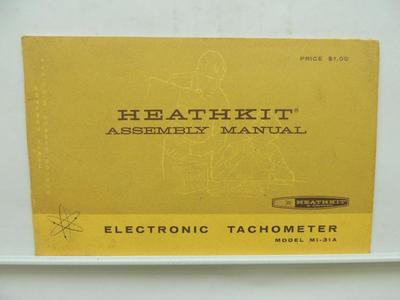 PRICE $1.00
HEATHKIT®
ASSEMBLY MANUAL
HEATHKIT
ELECTRONIC TACHOMETER
MODEL MI-31A